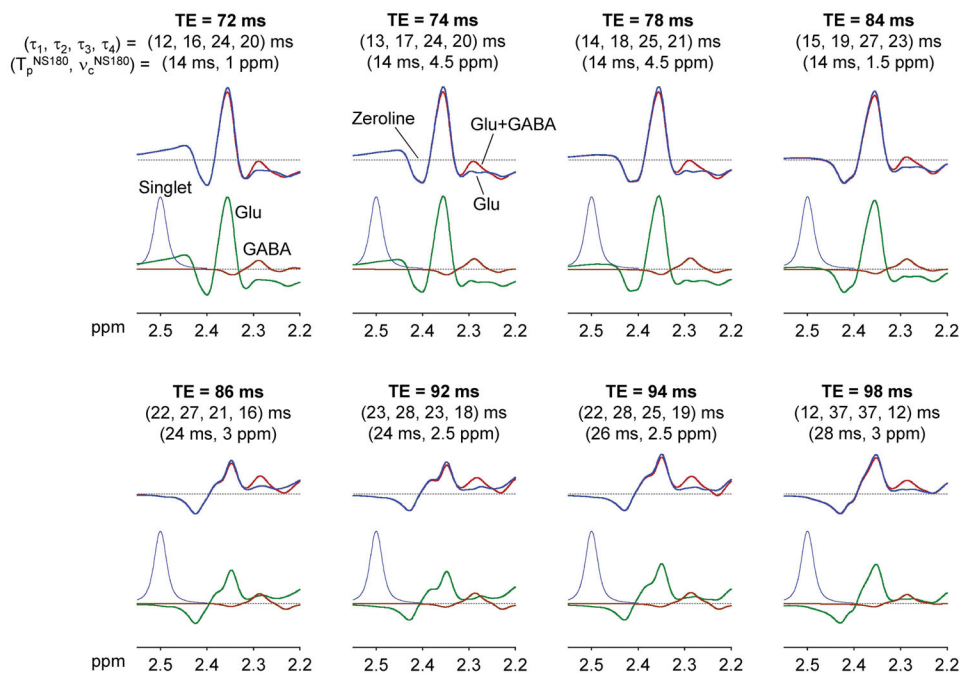 TE = 72 ms
TE = 74 ms
TE = 78 ms
TE = 84 ms
(τ1, τ2, τ3, τ4) = (12, 16, 24, 20) ms
(13, 17, 24, 20) ms
(14, 18, 25, 21) ms
(15, 19, 27, 23) ms
(Tp^NS180, νc^NS180) = (14 ms, 1 ppm)
(14 ms, 4.5 ppm)
(14 ms, 4.5 ppm)
(14 ms, 1.5 ppm)
Zeroline
Glu+GABA
Glu
Singlet
Glu
GABA
ppm
2.5 2.4 2.3 2.2
2.5 2.4 2.3 2.2
2.5 2.4 2.3 2.2
2.5 2.4 2.3 2.2
TE = 86 ms
TE = 92 ms
TE = 94 ms
TE = 98 ms
(22, 27, 21, 16) ms
(23, 28, 23, 18) ms
(22, 28, 25, 19) ms
(12, 37, 37, 12) ms
(24 ms, 3 ppm)
(24 ms, 2.5 ppm)
(26 ms, 2.5 ppm)
(28 ms, 3 ppm)
ppm
2.5 2.4 2.3 2.2
2.5 2.4 2.3 2.2
2.5 2.4 2.3 2.2
2.5 2.4 2.3 2.2